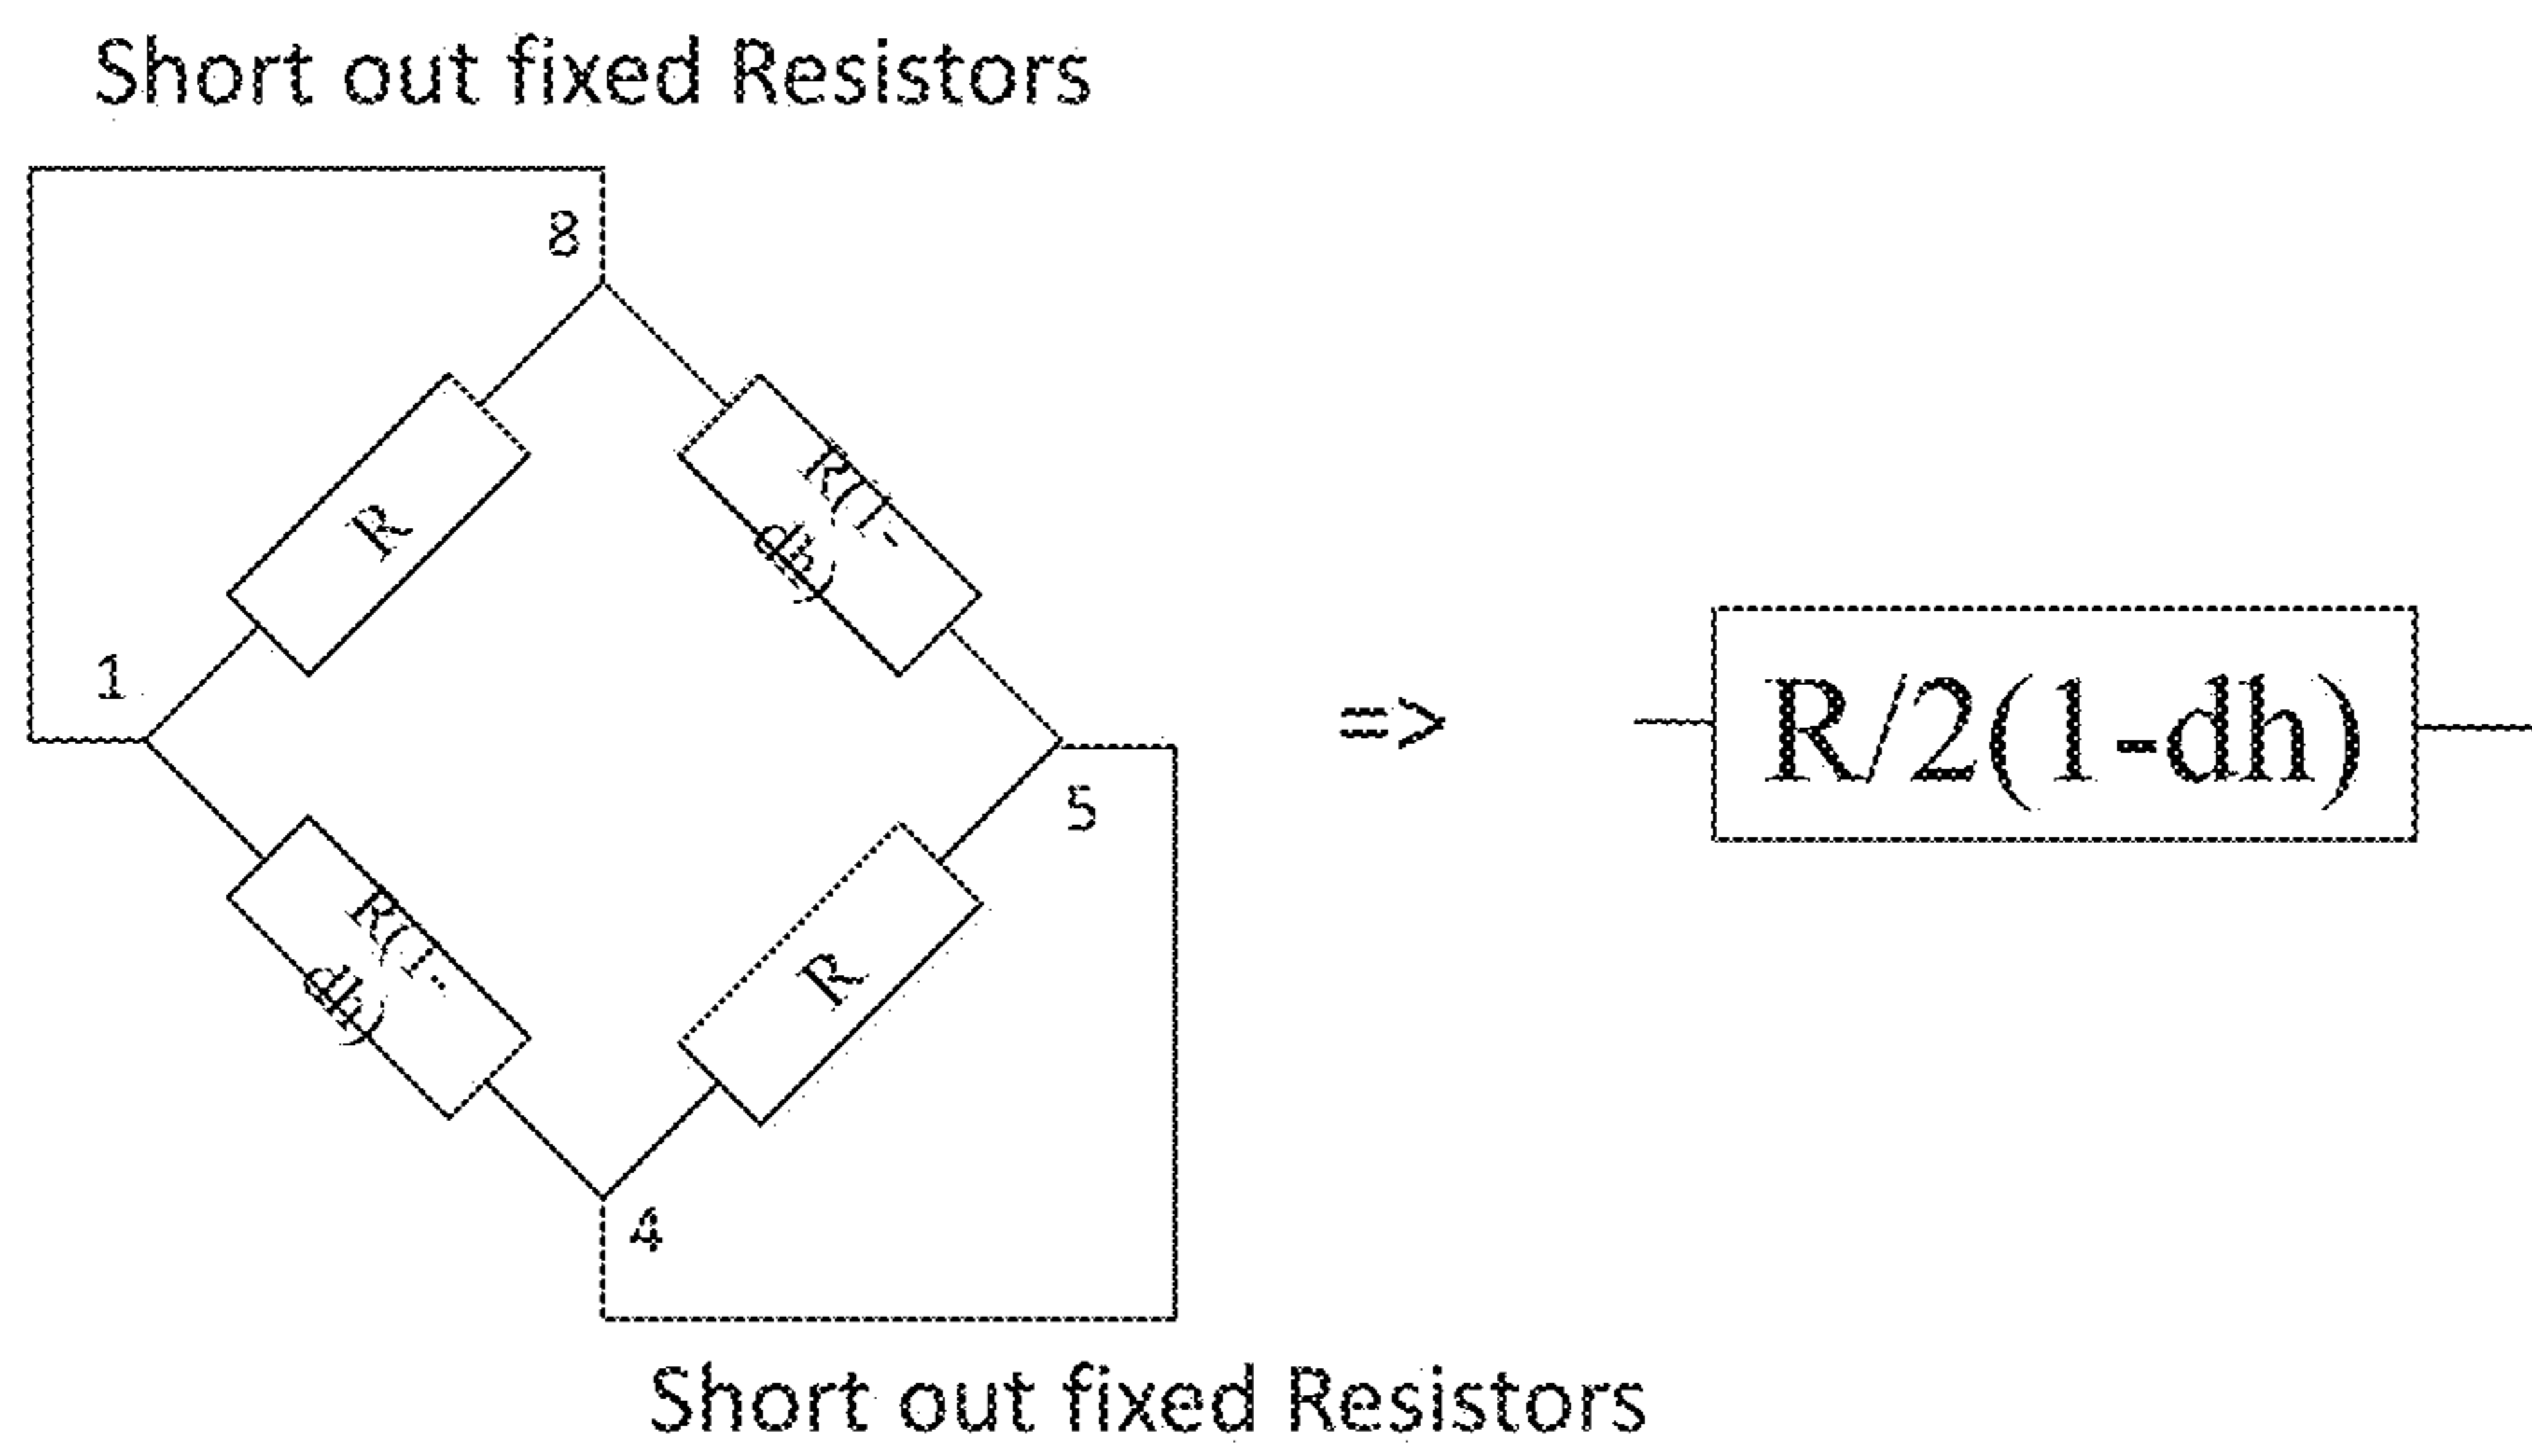 Short out fixed Resistors
8
R
R(1-
dh)
1
=>
R/2(1-dh)
5
R(1-
dh)
R
4
Short out fixed Resistors